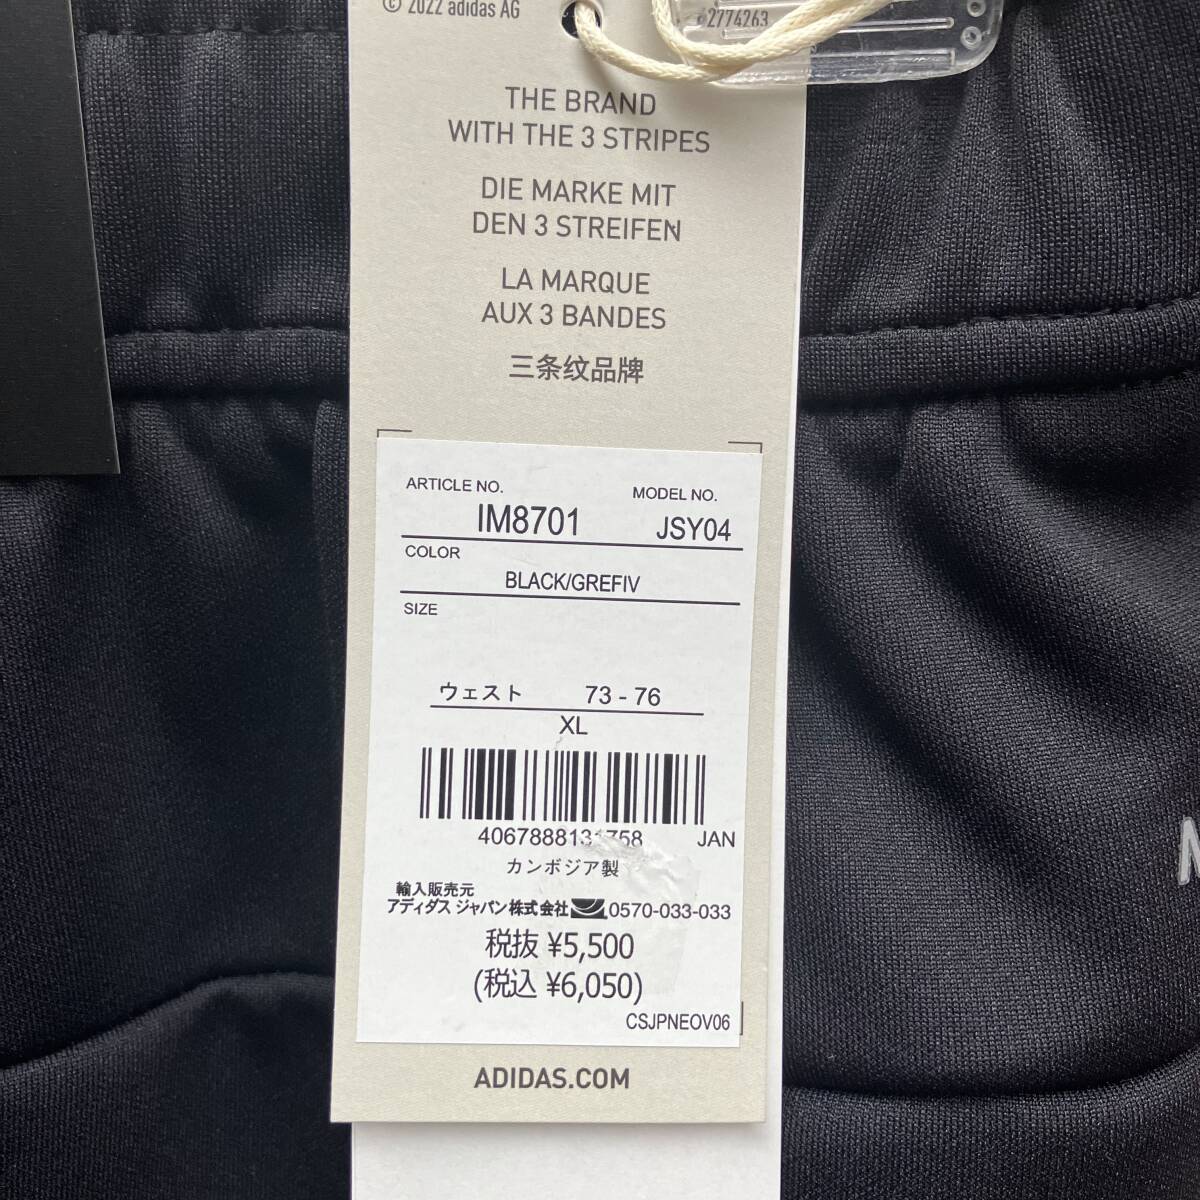 © 2022 adidas AG
2774263
THE BRAND
WITH THE 3 STRIPES
DIE MARKE MIT
DEN 3 STREIFEN
LA MARQUE
AUX 3 BANDES
三条纹品牌
ARTICLE NO.
MODEL NO.
IM8701
JSY04
COLOR
BLACK/GREFIV
SIZE
ウェスト 73 - 76
XL
JAN
カンボジア製
輸入販売元
アディダス ジャパン株式会社 0570-033-033
税抜 ¥5,500
(税込 ¥6,050)
CSJPNEOV06
ADIDAS.COM